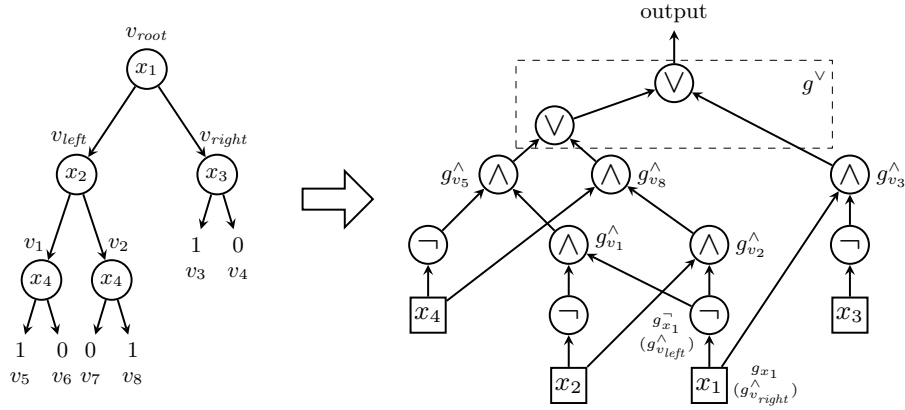 output
v_root
x_1
∨
g^∨
∨
v_left
v_right
x_2
x_3
g^∧_{v_5}
∧
∧
g^∧_{v_8}
∧
g^∧_{v_3}
v_1
v_2
1
0
¬
∧
g^∧_{v_1}
∧
g^∧_{v_2}
¬
v_3
v_4
x_4
x_4
x_4
¬
g^¬_{x_1}
(g^∧_{v_left})
¬
x_3
1
0
0
1
v_5
v_6
v_7
v_8
x_2
x_1
g_{x_1}
(g^∧_{v_right})